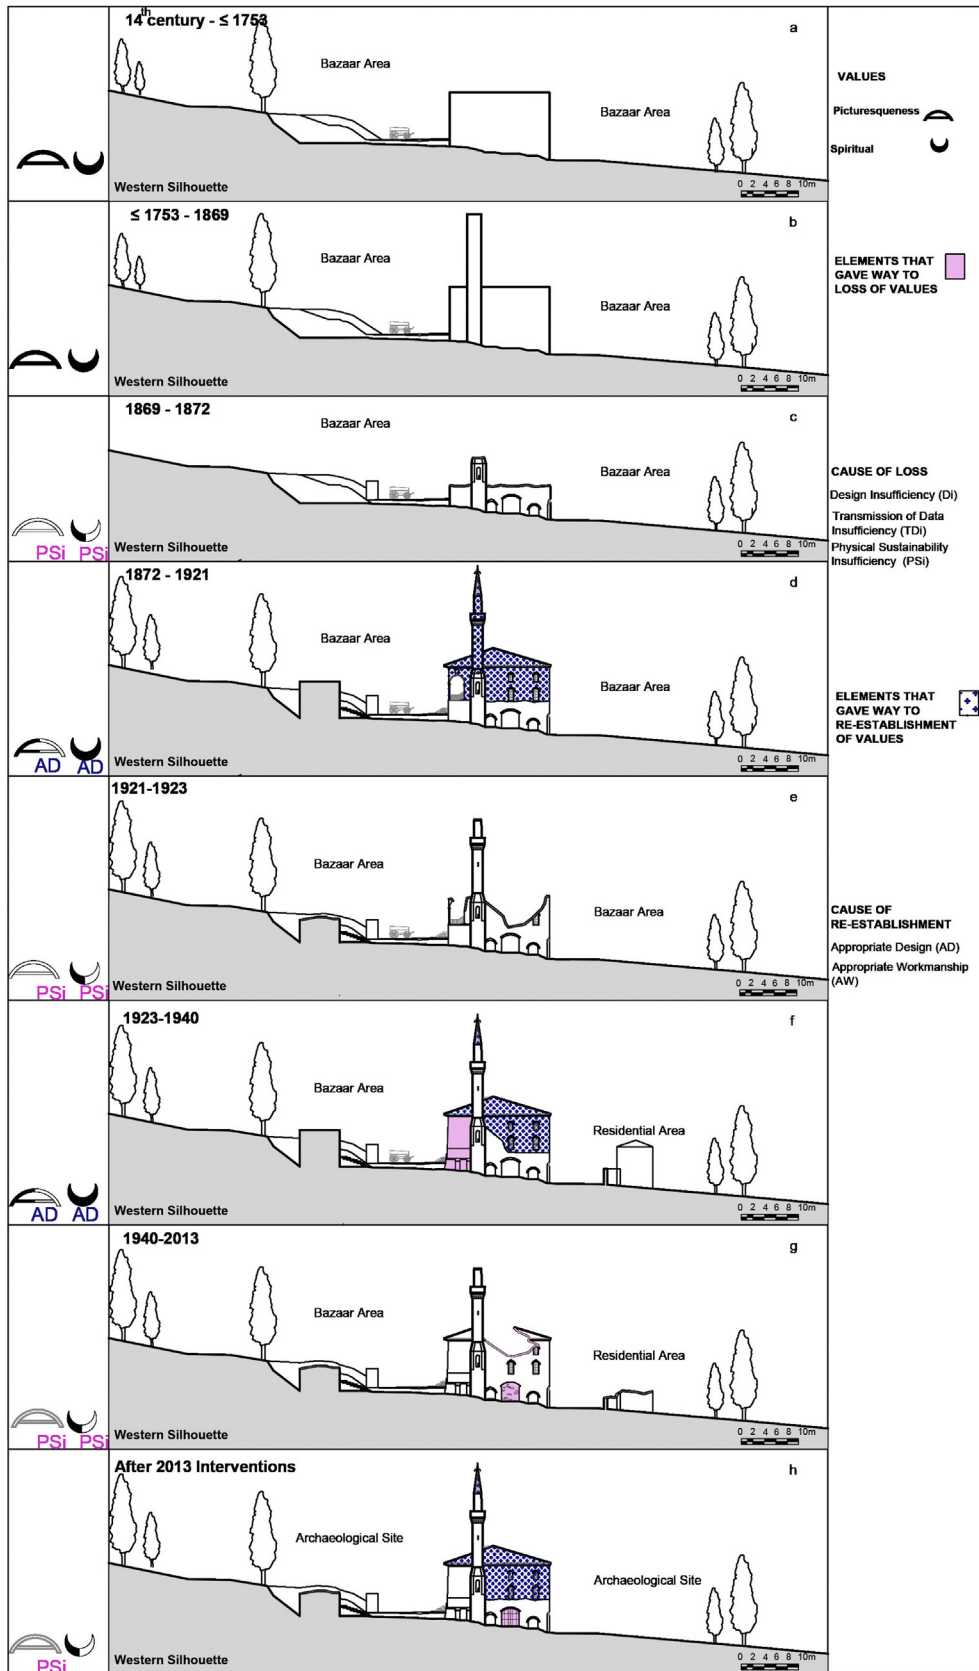 14th century - ≤ 1753
a
Bazaar Area
Bazaar Area
Western Silhouette
0 2 4 6 8 10m
VALUES
Picturesqueness
Spiritual
≤ 1753 - 1869
b
Bazaar Area
Bazaar Area
Western Silhouette
0 2 4 6 8 10m
ELEMENTS THAT
GAVE WAY TO
LOSS OF VALUES
1869 - 1872
c
Bazaar Area
Bazaar Area
PSi PSi
Western Silhouette
0 2 4 6 8 10m
CAUSE OF LOSS
Design Insufficiency (Di)
Transmission of Data
Insufficiency (TDi)
Physical Sustainability
Insufficiency (PSi)
1872 - 1921
d
Bazaar Area
Bazaar Area
AD AD
Western Silhouette
0 2 4 6 8 10m
ELEMENTS THAT
GAVE WAY TO
RE-ESTABLISHMENT
OF VALUES
1921-1923
e
Bazaar Area
Bazaar Area
PSi PSi
Western Silhouette
0 2 4 6 8 10m
CAUSE OF
RE-ESTABLISHMENT
Appropriate Design (AD)
Appropriate Workmanship
(AW)
1923-1940
f
Bazaar Area
Residential Area
AD AD
Western Silhouette
0 2 4 6 8 10m
1940-2013
g
Bazaar Area
Residential Area
PSi PSi
Western Silhouette
0 2 4 6 8 10m
After 2013 Interventions
h
Archaeological Site
Archaeological Site
PSi
Western Silhouette
0 2 4 6 8 10m